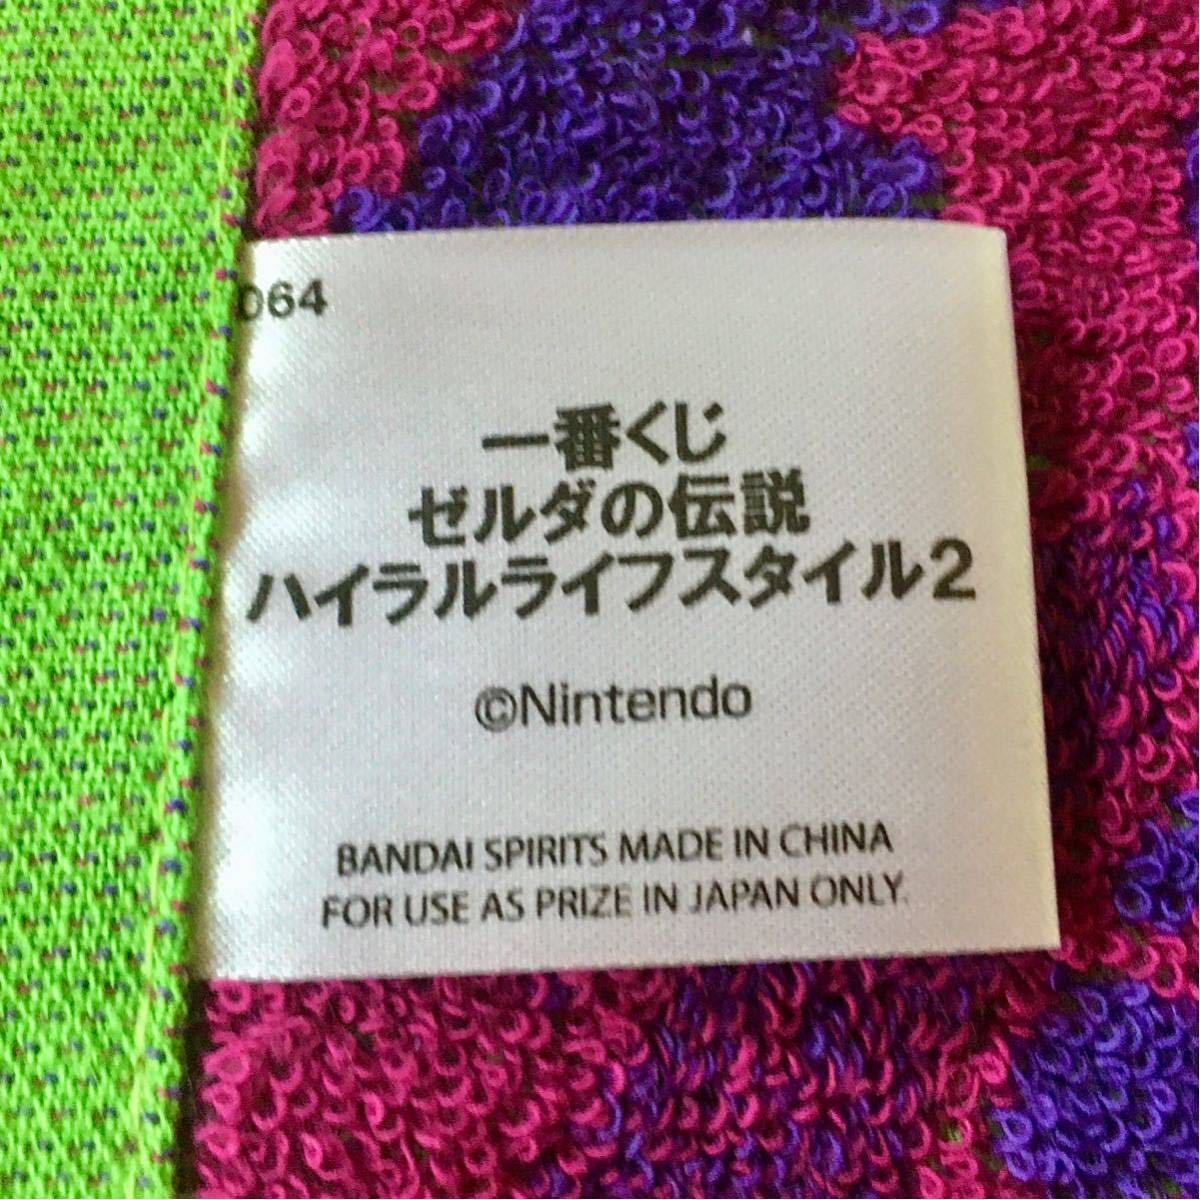 064
一番くじ
ゼルダの伝説
ハイラルライフスタイル2
©Nintendo
BANDAI SPIRITS MADE IN CHINA
FOR USE AS PRIZE IN JAPAN ONLY.